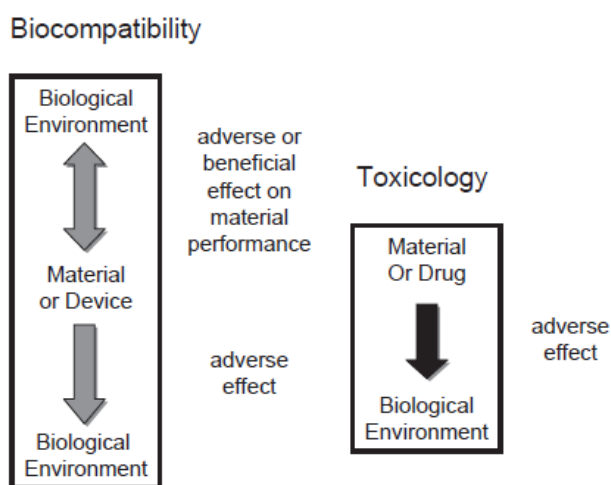 Biocompatibility
Biological
Environment
adverse or
beneficial
effect on
material
performance
Material
or Device
adverse
effect
Biological
Environment
Toxicology
Material
Or Drug
adverse
effect
Biological
Environment